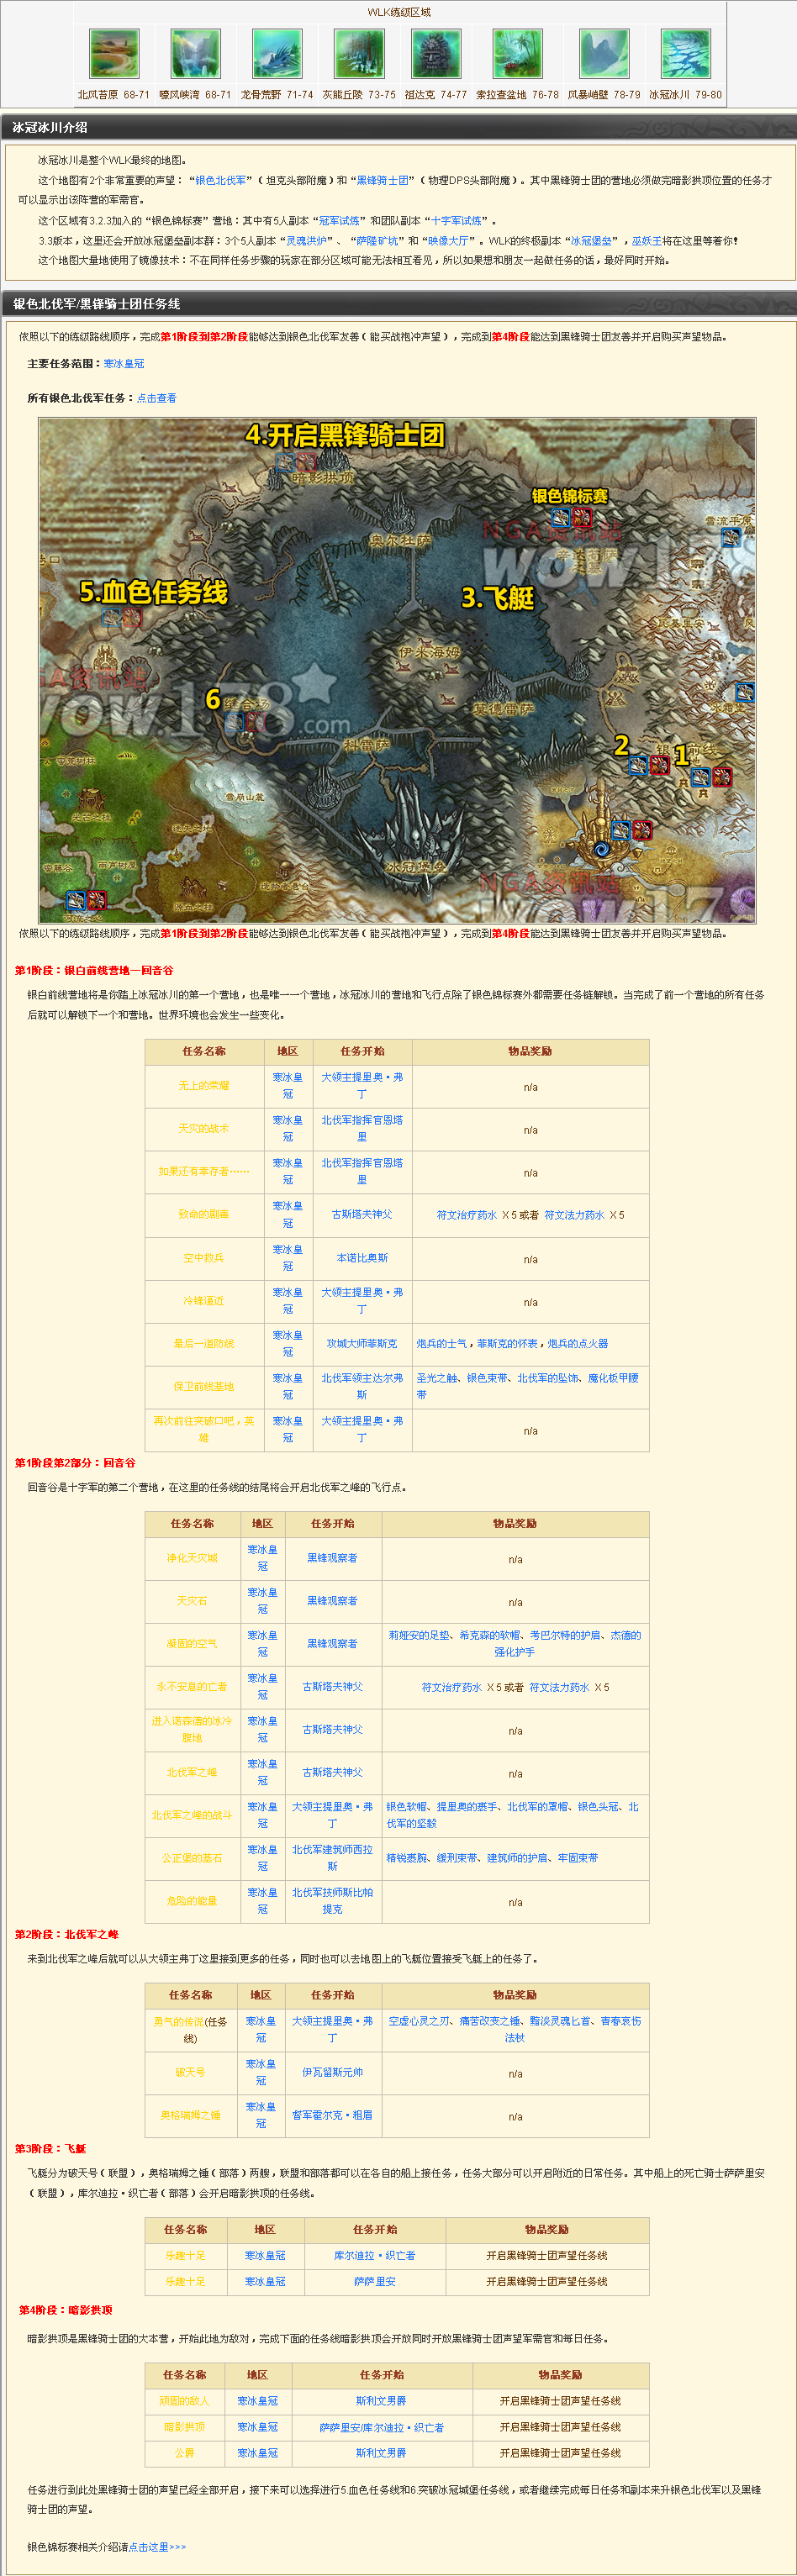 WLK练级区域
北风苔原 68-71 嚎风峡湾 68-71 龙骨荒野 71-74 灰熊丘陵 73-75 祖达克 74-77 索拉查盆地 76-78 风暴峭壁 78-79 冰冠冰川 79-80
冰冠冰川介绍
冰冠冰川是整个WLK最终的地图。
这个地图有2个非常重要的声望：“银色北伐军”（坦克头部附魔）和“黑锋骑士团”（物理DPS头部附魔）。其中黑锋骑士团的营地必须做完暗影拱顶位置的任务才
可以显示出该阵营的军需官。
这个区域有3.2.3加入的“银色锦标赛”营地：其中有5人副本“冠军试炼”和团队副本“十字军试炼”。
3.3版本，这里还会开放冰冠堡垒副本群：3个5人副本“灵魂洪炉”、“萨隆矿坑”和“映像大厅”。WLK的终极副本“冰冠堡垒”，巫妖王将在这里等着你！
这个地图大量地使用了镜像技术：不在同样任务步骤的玩家在部分区域可能无法相互看见，所以如果想和朋友一起做任务的话，最好同时开始。
银色北伐军/黑锋骑士团任务线
依照以下的练级路线顺序，完成第1阶段到第2阶段能够达到银色北伐军友善（能买战袍冲声望），完成到第4阶段能达到黑锋骑士团友善并开启购买声望物品。
主要任务范围：寒冰皇冠
所有银色北伐军任务：点击查看
4.开启黑锋骑士团
暗影拱顶
银色锦标赛
奥尔杜萨
雪流平原
5.血色任务线
3.飞艇
伊米海姆
6
缝合场
莫德雷萨
科雷萨
2
1
雪崩山麓
冰冠堡垒
NGA资讯站
wow178.com
依照以下的练级路线顺序，完成第1阶段到第2阶段能够达到银色北伐军友善（能买战袍冲声望），完成到第4阶段能达到黑锋骑士团友善并开启购买声望物品。
第1阶段：银白前线营地—回音谷
银白前线营地将是你踏上冰冠冰川的第一个营地，也是唯一一个营地，冰冠冰川的营地和飞行点除了银色锦标赛外都需要任务链解锁。当完成了前一个营地的所有任务
后就可以解锁下一个和营地。世界环境也会发生一些变化。
任务名称 地区 任务开始 物品奖励
无上的荣耀 寒冰皇冠 大领主提里奥·弗丁 n/a
天灾的战术 寒冰皇冠 北伐军指挥官恩塔里 n/a
如果还有幸存者…… 寒冰皇冠 北伐军指挥官恩塔里 n/a
致命的剧毒 寒冰皇冠 古斯塔夫神父 符文治疗药水 X 5 或者 符文法力药水 X 5
空中救兵 寒冰皇冠 本诺比奥斯 n/a
冷锋逼近 寒冰皇冠 大领主提里奥·弗丁 n/a
最后一道防线 寒冰皇冠 攻城大师菲斯克 炮兵的士气，菲斯克的怀表，炮兵的点火器
保卫前线基地 寒冰皇冠 北伐军领主达尔弗斯 圣光之触、银色束带、北伐军的坠饰、魔化板甲腰带
再次前往突破口吧，英雄 寒冰皇冠 大领主提里奥·弗丁 n/a
第1阶段第2部分：回音谷
回音谷是十字军的第二个营地，在这里的任务线的结尾将会开启北伐军之峰的飞行点。
任务名称 地区 任务开始 物品奖励
净化天灾城 寒冰皇冠 黑锋观察者 n/a
天灾石 寒冰皇冠 黑锋观察者 n/a
凝固的空气 寒冰皇冠 黑锋观察者 莉娅安的足垫、希克森的软帽、考巴尔特的护肩、杰德的强化护手
永不安息的亡者 寒冰皇冠 古斯塔夫神父 符文治疗药水 X 5 或者 符文法力药水 X 5
进入诺森德的冰冷腹地 寒冰皇冠 古斯塔夫神父 n/a
北伐军之峰 寒冰皇冠 古斯塔夫神父 n/a
北伐军之峰的战斗 寒冰皇冠 大领主提里奥·弗丁 银色软帽、提里奥的裹手、北伐军的罩帽、银色头冠、北伐军的坚毅
公正堡的基石 寒冰皇冠 北伐军建筑师西拉斯 精锐裹腕、缓刑束带、建筑师的护肩、牢固束带
危险的能量 寒冰皇冠 北伐军技师斯比帕提克 n/a
第2阶段：北伐军之峰
来到北伐军之峰后就可以从大领主弗丁这里接到更多的任务，同时也可以去地图上的飞艇位置接受飞艇上的任务了。
任务名称 地区 任务开始 物品奖励
勇气的传说(任务线) 寒冰皇冠 大领主提里奥·弗丁 空虚心灵之刃、痛苦改变之锤、黯淡灵魂匕首、青春哀伤法杖
破天号 寒冰皇冠 伊瓦留斯元帅 n/a
奥格瑞姆之锤 寒冰皇冠 督军霍尔克·粗眉 n/a
第3阶段：飞艇
飞艇分为破天号（联盟），奥格瑞姆之锤（部落）两艘，联盟和部落都可以在各自的船上接任务，任务大部分可以开启附近的日常任务。其中船上的死亡骑士萨萨里安
（联盟），库尔迪拉·织亡者（部落）会开启暗影拱顶的任务线。
任务名称 地区 任务开始 物品奖励
乐趣十足 寒冰皇冠 库尔迪拉·织亡者 开启黑锋骑士团声望任务线
乐趣十足 寒冰皇冠 萨萨里安 开启黑锋骑士团声望任务线
第4阶段：暗影拱顶
暗影拱顶是黑锋骑士团的大本营，开始此地为敌对，完成下面的任务线暗影拱顶会开放同时开放黑锋骑士团声望军需官和每日任务。
任务名称 地区 任务开始 物品奖励
顽固的敌人 寒冰皇冠 斯利文男爵 开启黑锋骑士团声望任务线
暗影拱顶 寒冰皇冠 萨萨里安/库尔迪拉·织亡者 开启黑锋骑士团声望任务线
公爵 寒冰皇冠 斯利文男爵 开启黑锋骑士团声望任务线
任务进行到此处黑锋骑士团的声望已经全部开启，接下来可以选择进行5.血色任务线和6.突破冰冠城堡任务线，或者继续完成每日任务和副本来升银色北伐军以及黑锋
骑士团的声望。
银色锦标赛相关介绍请点击这里>>>